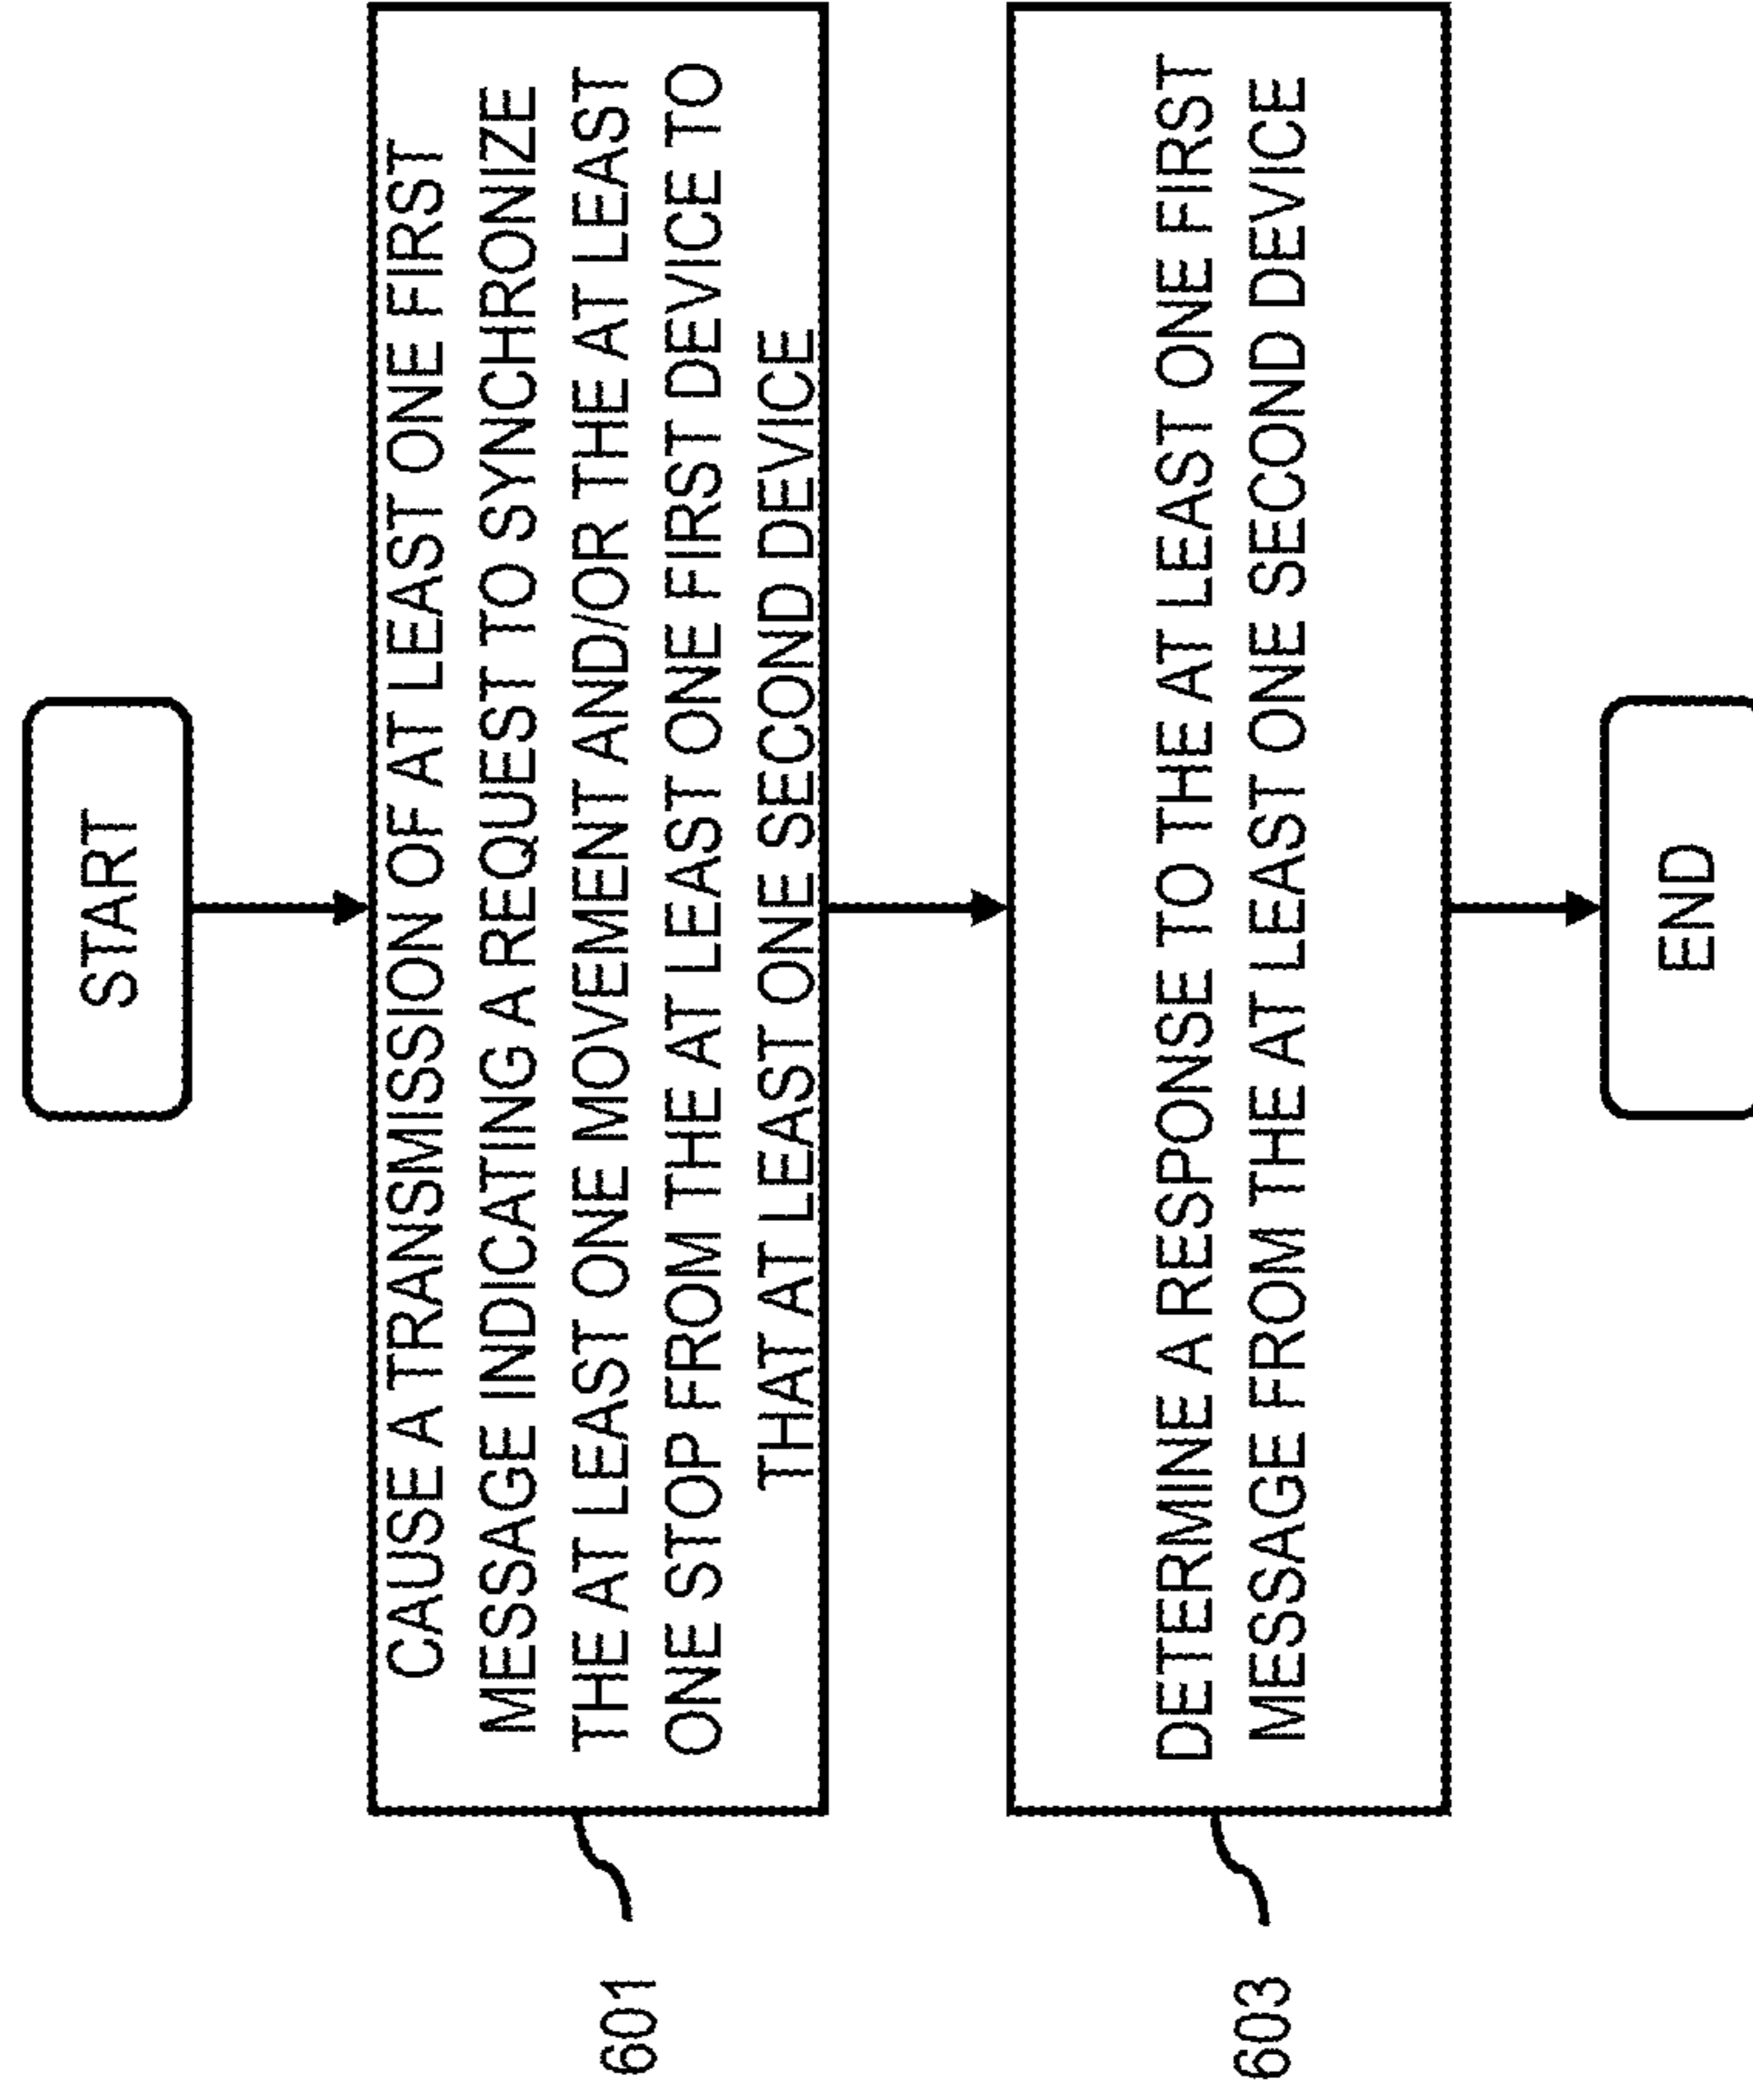 START
CAUSE A TRANSMISSION OF AT LEAST ONE FIRST
MESSAGE INDICATING A REQUEST TO SYNCHRONIZE
THE AT LEAST ONE MOVEMENT AND/OR THE AT LEAST
ONE STOP FROM THE AT LEAST ONE FIRST DEVICE TO
THAT AT LEAST ONE SECOND DEVICE
601
DETERMINE A RESPONSE TO THE AT LEAST ONE FIRST
MESSAGE FROM THE AT LEAST ONE SECOND DEVICE
603
END